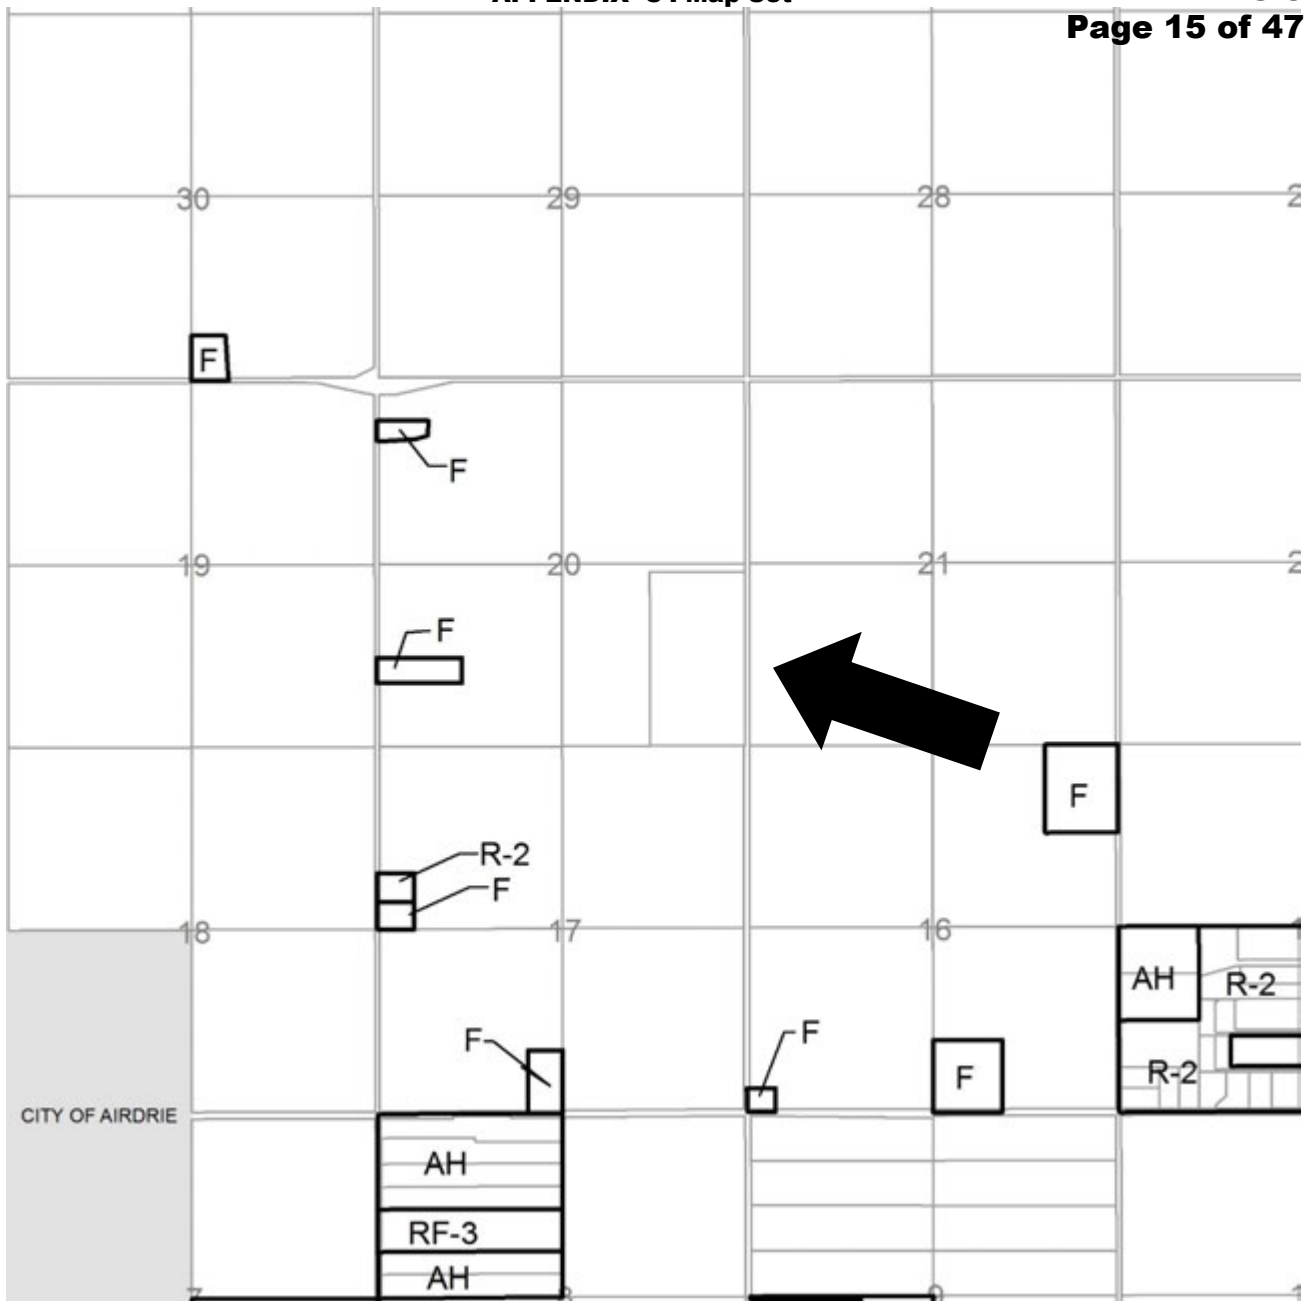 Page 15 of 47
30
29
28
F
F
19
20
21
F
F
R-2
F
18
17
16
AH
R-2
F
F
F
R-2
CITY OF AIRDRIE
AH
RF-3
AH